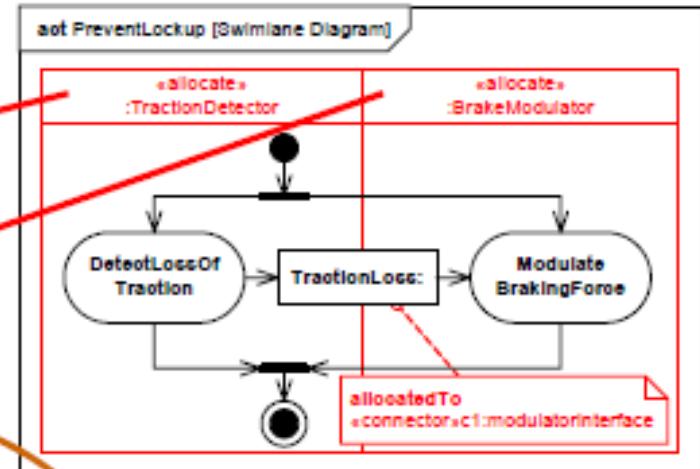 act PreventLockup [Swimlane Diagram]
«allocate»
:TractionDetector
«allocate»
:BrakeModulator
DetectLossOf
Traction
TractionLoss:
Modulate
BrakingForce
allocatedTo
«connector»c1:modulatorInterface